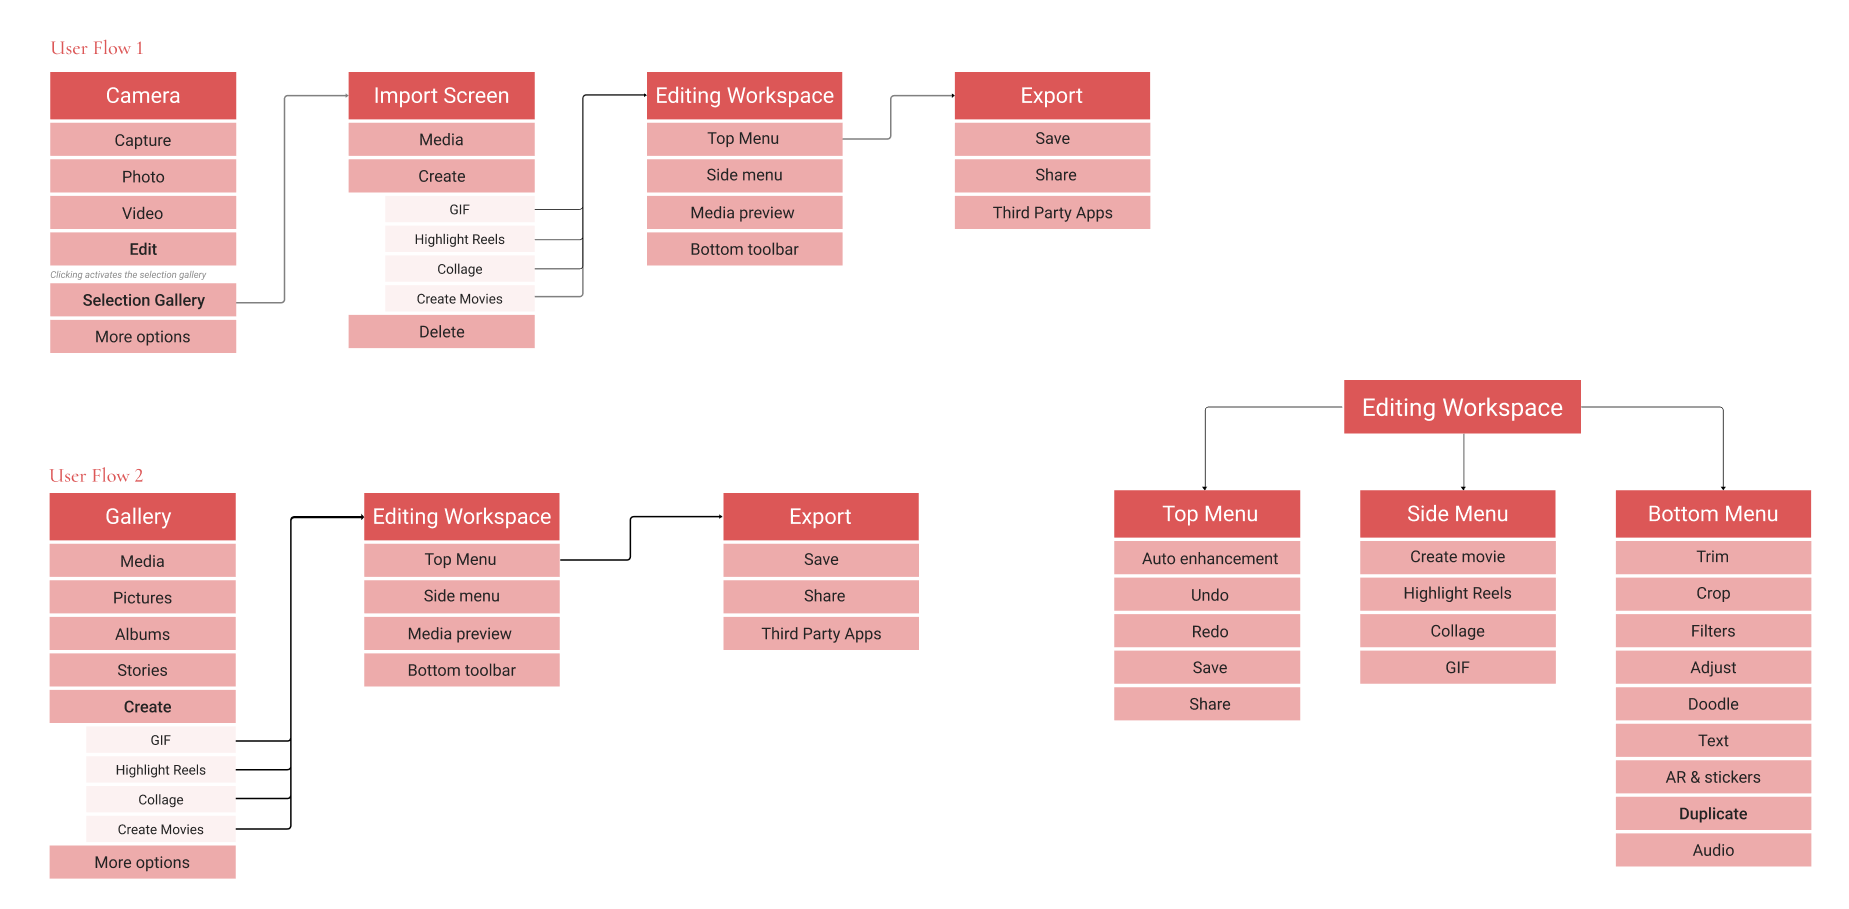 User Flow 1
Camera
Capture
Photo
Video
Edit
Clicking activates the selection gallery
Selection Gallery
More options
Import Screen
Media
Create
GIF
Highlight Reels
Collage
Create Movies
Delete
Editing Workspace
Top Menu
Side menu
Media preview
Bottom toolbar
Export
Save
Share
Third Party Apps
User Flow 2
Gallery
Media
Pictures
Albums
Stories
Create
GIF
Highlight Reels
Collage
Create Movies
More options
Editing Workspace
Top Menu
Side menu
Media preview
Bottom toolbar
Export
Save
Share
Third Party Apps
Editing Workspace
Top Menu
Auto enhancement
Undo
Redo
Save
Share
Side Menu
Create movie
Highlight Reels
Collage
GIF
Bottom Menu
Trim
Crop
Filters
Adjust
Doodle
Text
AR & stickers
Duplicate
Audio